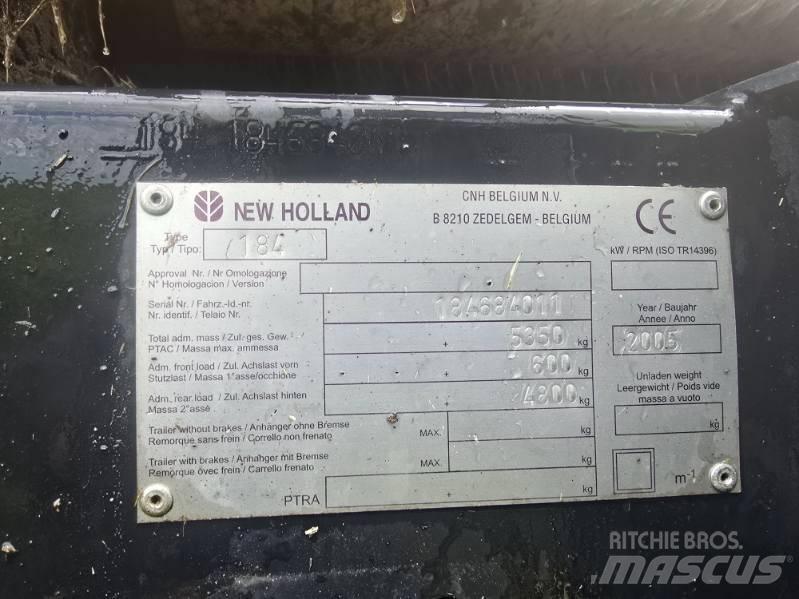 184 184684011
NEW HOLLAND
CNH BELGIUM N.V.
B 8210 ZEDELGEM - BELGIUM
CE
Type
Typ / Tipo: 184
kW / RPM (ISO TR14396)
Approval Nr. / Nr Omologazione
N° Homologacion / Version
Serial Nr. / Fahrz.-Id.-nr.
Nr. identif. / Telaio Nr.
184684011
Year / Baujahr
Annee / Anno
2005
Total adm. mass / Zul. ges. Gew.
PTAC / Massa max. ammessa
+ 5350 kg
Adm. front load / Zul. Achslast vorn
Stutzlast / Massa 1°asse/occhione
+ 600 kg
Unladen weight
Leergewicht / Poids vide
massa a vuoto
kg
Adm. rear load / Zul. Achslast hinten
Massa 2°asse
4800 kg
Trailer without brakes / Anhänger ohne Bremse
Remorque sans frein / Corrello non frenato
MAX. kg
Trailer with brakes / Anhanger mit Bremse
Remorque ovec frein / Carrello frenato
MAX. kg
PTRA + kg
m-1
RITCHIE BROS.
MASCUS